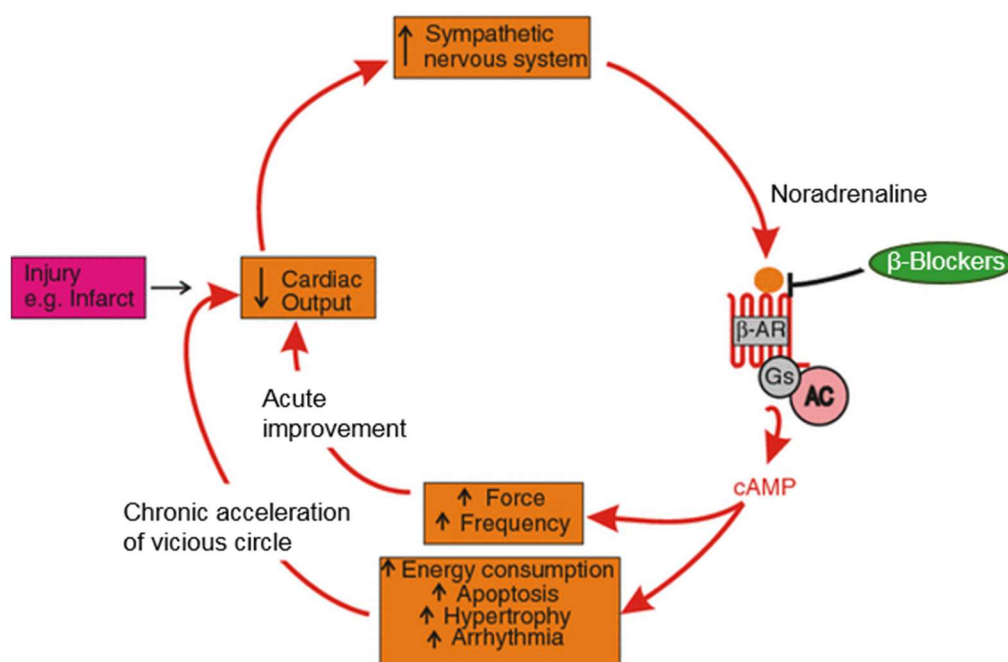 ↑ Sympathetic
nervous system
Noradrenaline
β-Blockers
Injury
e.g. Infarct
↓ Cardiac
Output
β-AR
Gs
AC
Acute
improvement
cAMP
↑ Force
↑ Frequency
Chronic acceleration
of vicious circle
↑ Energy consumption
↑ Apoptosis
↑ Hypertrophy
↑ Arrhythmia